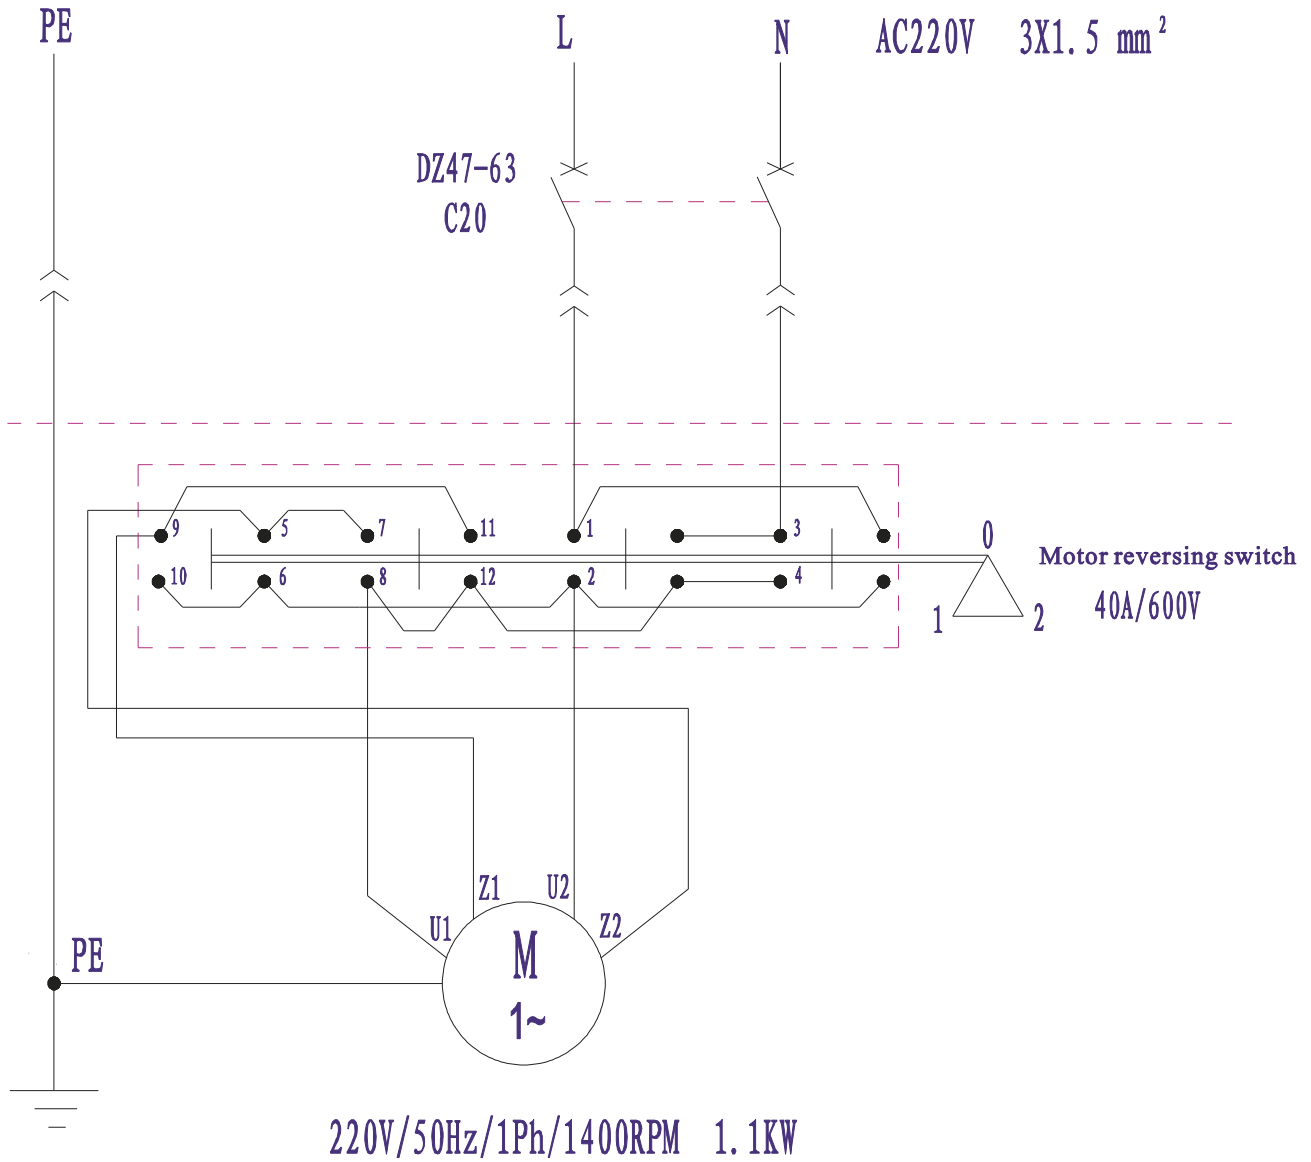 PE
L
N
AC220V 3X1.5 mm²
DZ47-63
C20
9
5
7
11
1
3
10
6
8
12
2
4
0
1
2
Motor reversing switch
40A/600V
U1
Z1
U2
Z2
PE
M
1~
220V/50Hz/1Ph/1400RPM 1.1KW